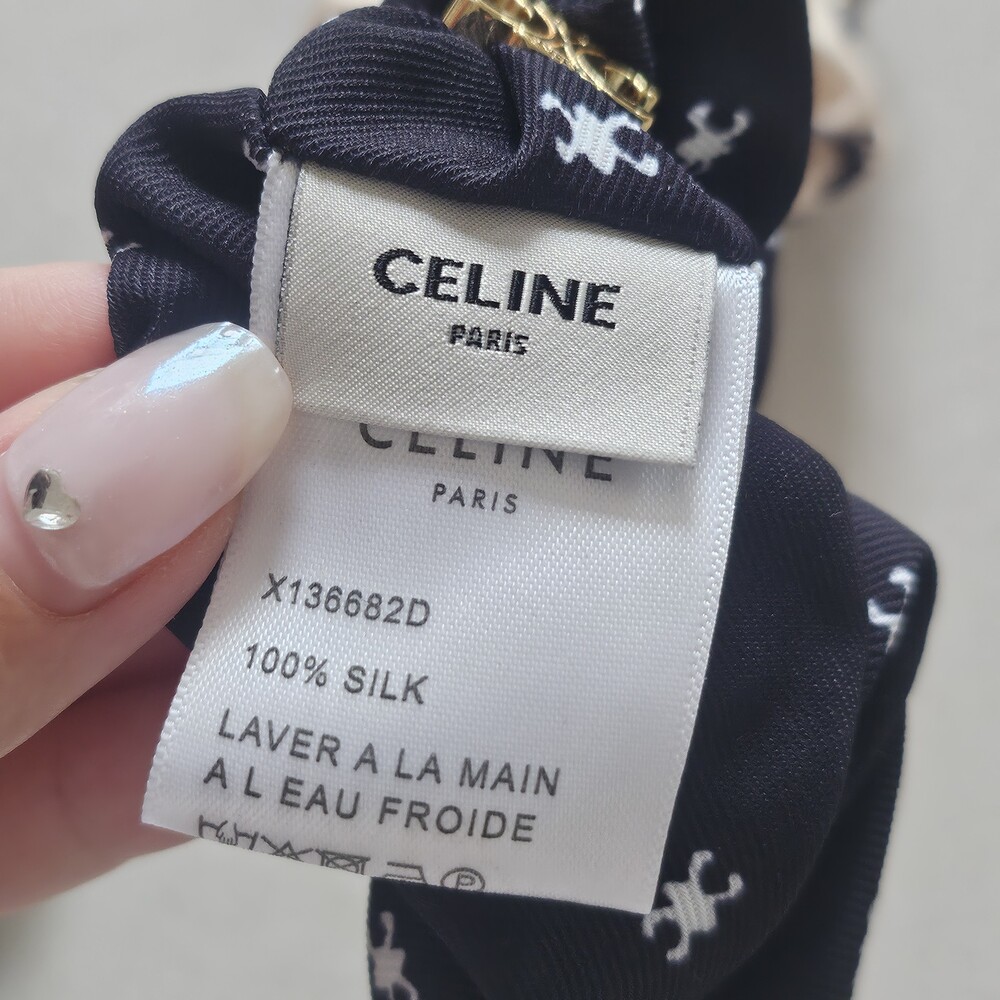 CELINE
PARIS
CELINE
PARIS
X136682D
100% SILK
LAVER A LA MAIN
A L EAU FROIDE
P